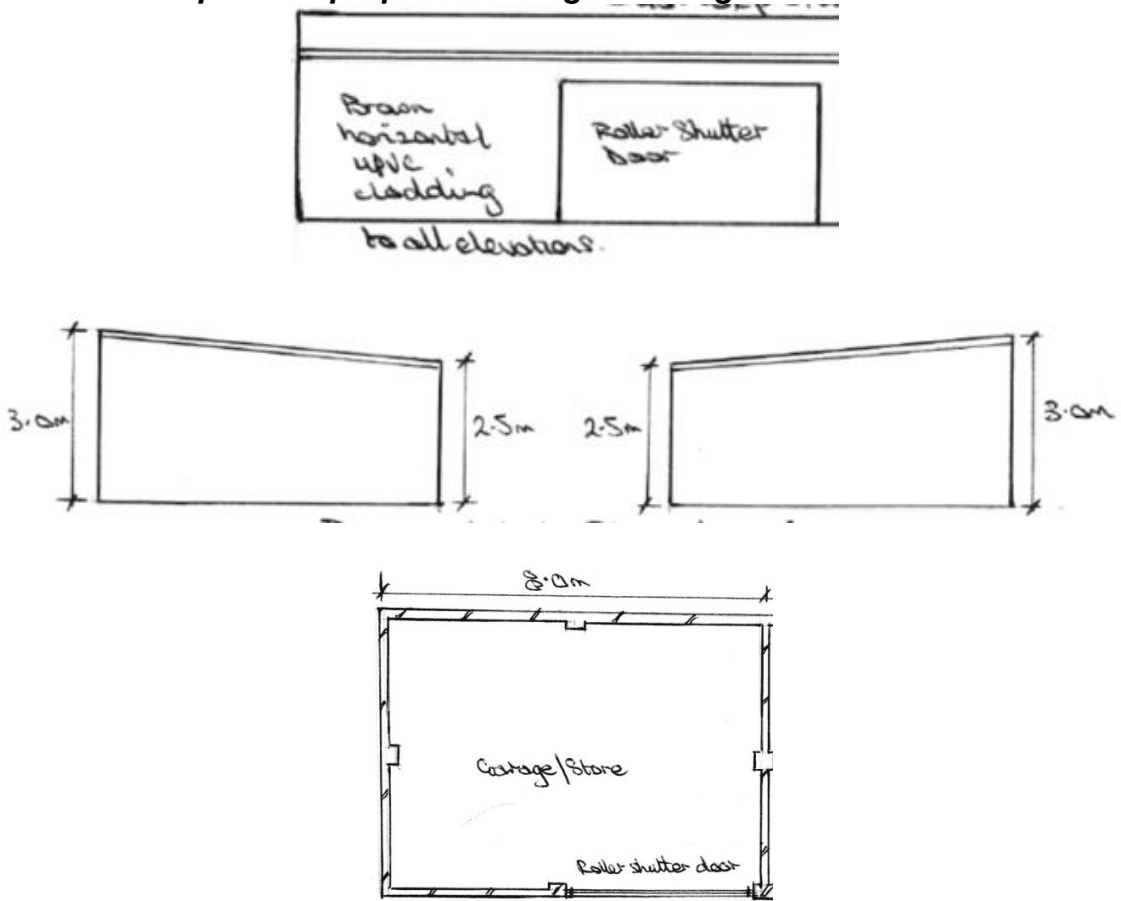 Brown
horizontal
uPVC
cladding
to all elevations.
Roller Shutter
Door
3.0m
2.5m
2.5m
3.0m
8.0m
Garage/Store
Roller shutter door